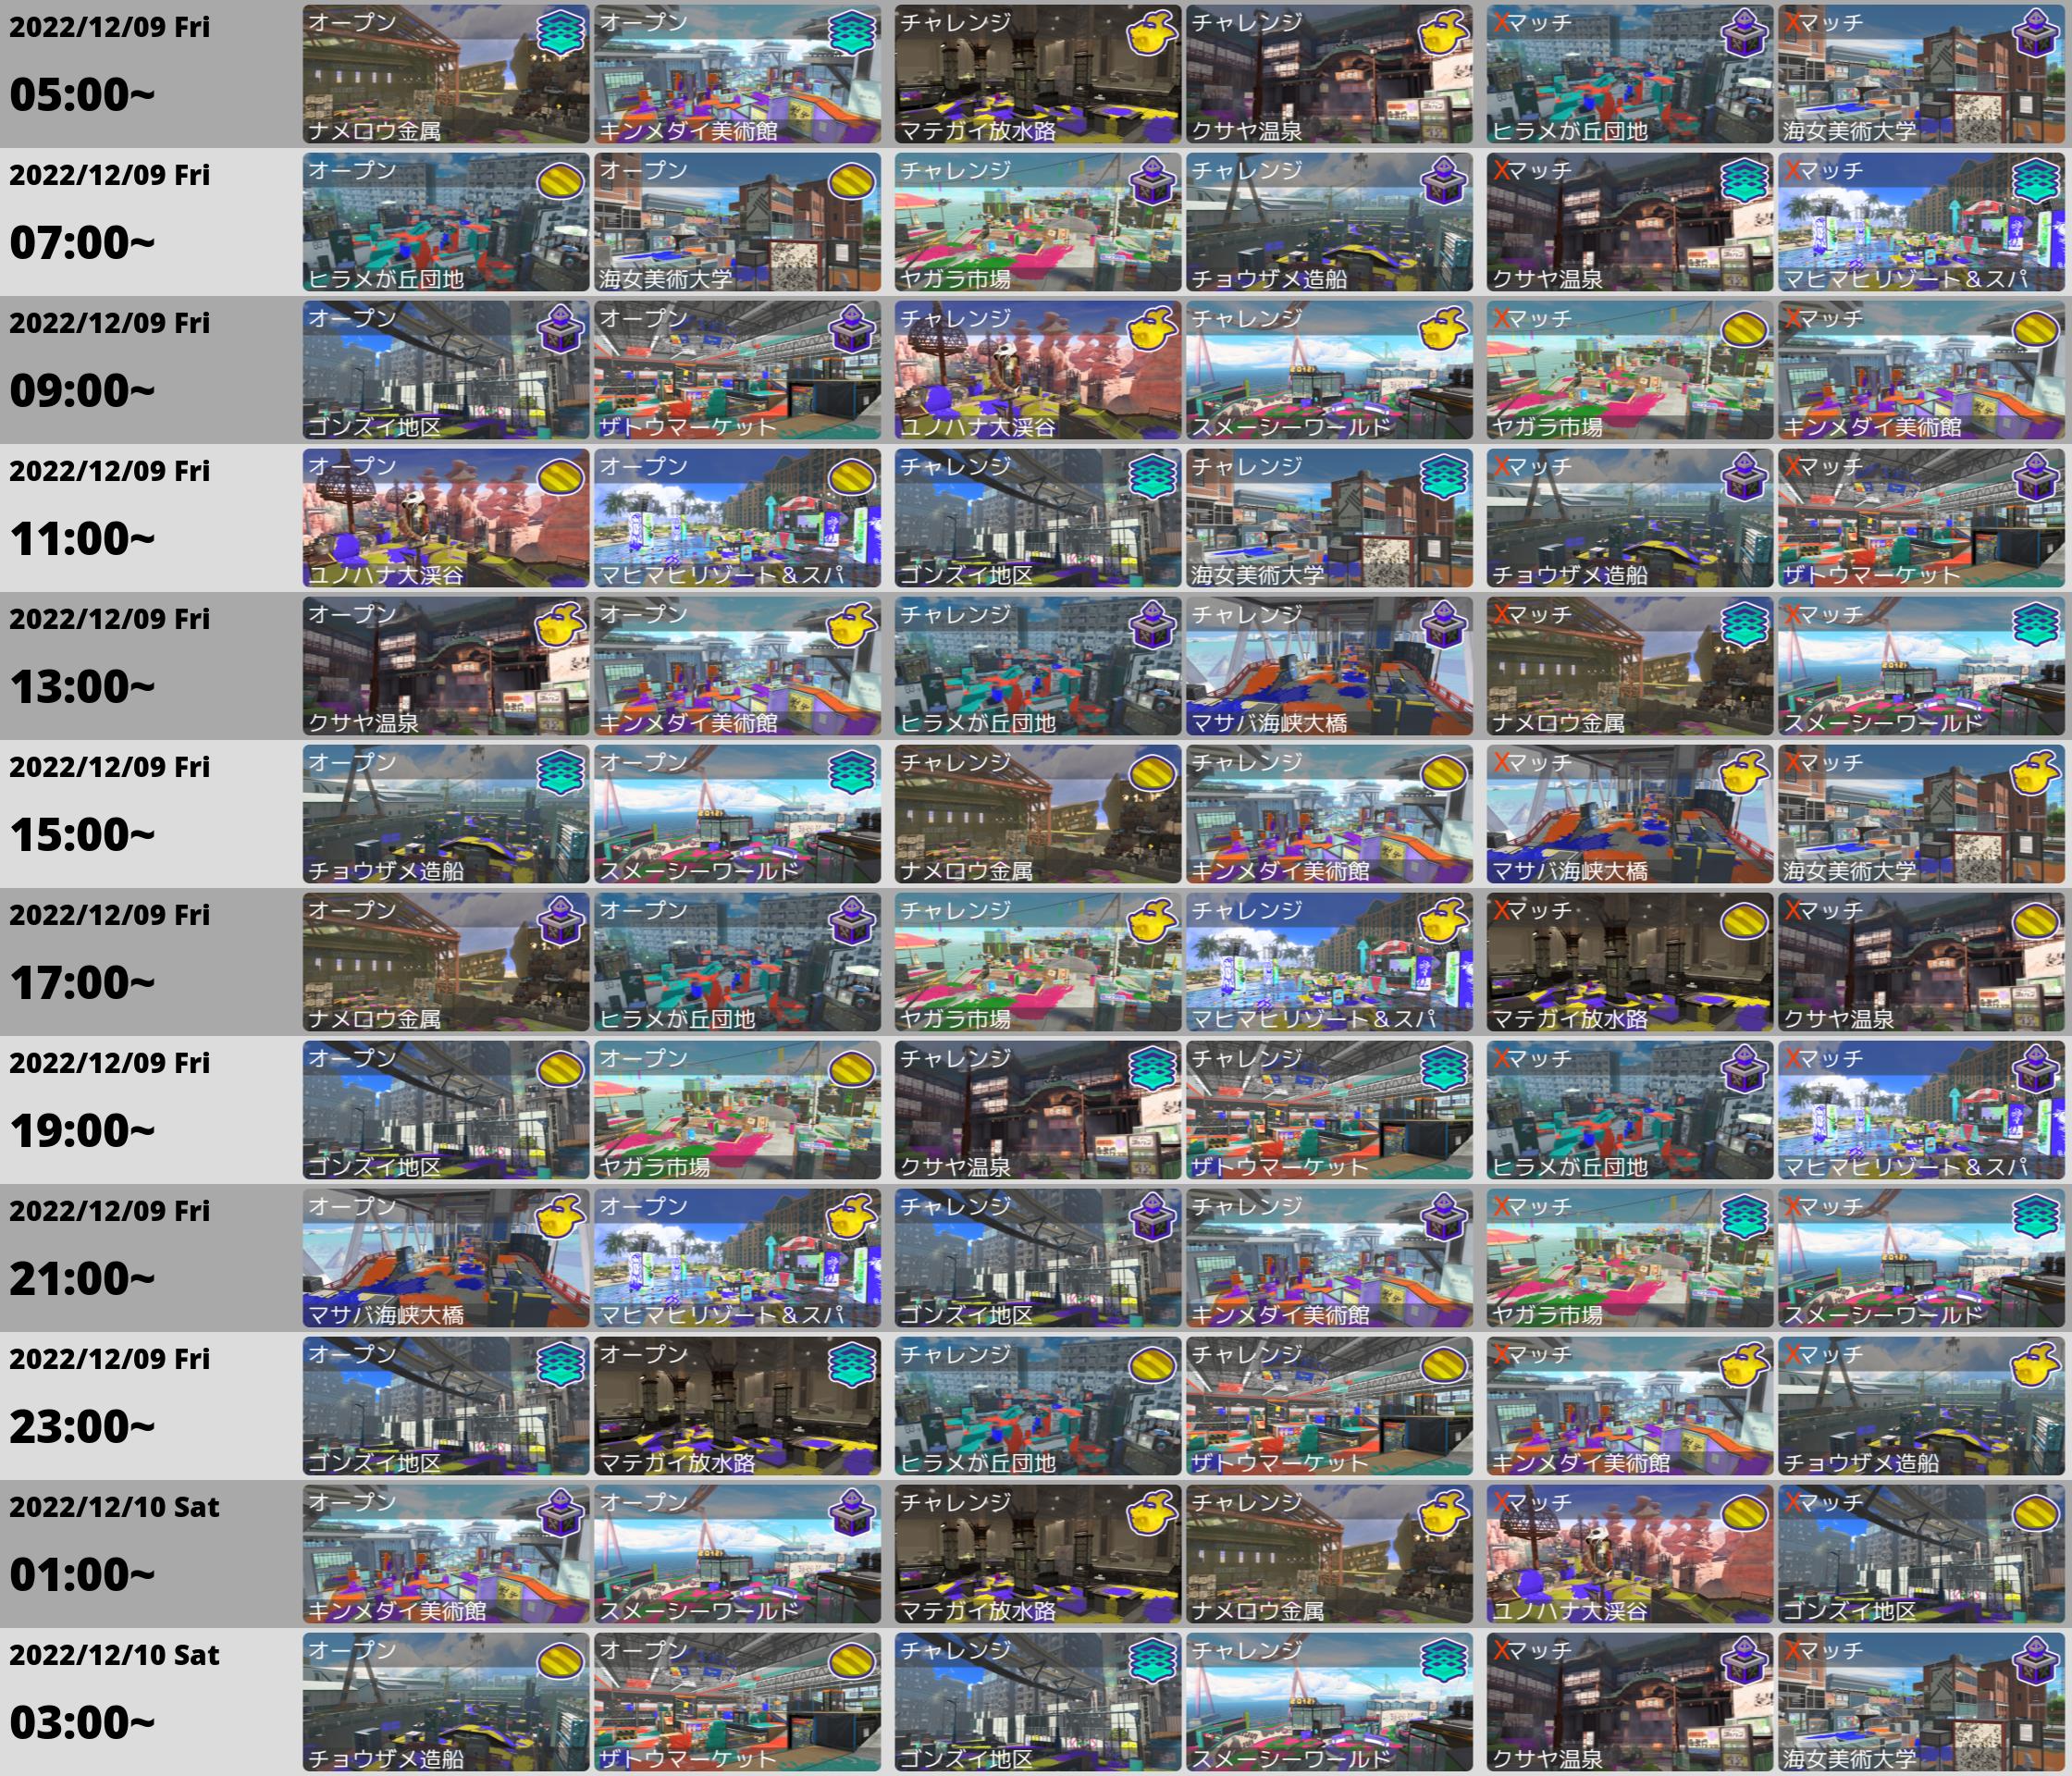 2022/12/09 Fri
05:00~
オープン オープン チャレンジ チャレンジ Xマッチ Xマッチ
ナメロウ金属 キンメダイ美術館 マテガイ放水路 クサヤ温泉 ヒラメが丘団地 海女美術大学
2022/12/09 Fri
07:00~
オープン オープン チャレンジ チャレンジ Xマッチ Xマッチ
ヒラメが丘団地 海女美術大学 ヤガラ市場 チョウザメ造船 クサヤ温泉 マヒマヒリゾート＆スパ
2022/12/09 Fri
09:00~
オープン オープン チャレンジ チャレンジ Xマッチ Xマッチ
ゴンズイ地区 ザトウマーケット ユノハナ大渓谷 スメーシーワールド ヤガラ市場 キンメダイ美術館
2022/12/09 Fri
11:00~
オープン オープン チャレンジ チャレンジ Xマッチ Xマッチ
ユノハナ大渓谷 マヒマヒリゾート＆スパ ゴンズイ地区 海女美術大学 チョウザメ造船 ザトウマーケット
2022/12/09 Fri
13:00~
オープン オープン チャレンジ チャレンジ Xマッチ Xマッチ
クサヤ温泉 キンメダイ美術館 ヒラメが丘団地 マサバ海峡大橋 ナメロウ金属 スメーシーワールド
2022/12/09 Fri
15:00~
オープン オープン チャレンジ チャレンジ Xマッチ Xマッチ
チョウザメ造船 スメーシーワールド ナメロウ金属 キンメダイ美術館 マサバ海峡大橋 海女美術大学
2022/12/09 Fri
17:00~
オープン オープン チャレンジ チャレンジ Xマッチ Xマッチ
ナメロウ金属 ヒラメが丘団地 ヤガラ市場 マヒマヒリゾート＆スパ マテガイ放水路 クサヤ温泉
2022/12/09 Fri
19:00~
オープン オープン チャレンジ チャレンジ Xマッチ Xマッチ
ゴンズイ地区 ヤガラ市場 クサヤ温泉 ザトウマーケット ヒラメが丘団地 マヒマヒリゾート＆スパ
2022/12/09 Fri
21:00~
オープン オープン チャレンジ チャレンジ Xマッチ Xマッチ
マサバ海峡大橋 マヒマヒリゾート＆スパ ゴンズイ地区 キンメダイ美術館 ヤガラ市場 スメーシーワールド
2022/12/09 Fri
23:00~
オープン オープン チャレンジ チャレンジ Xマッチ Xマッチ
ゴンズイ地区 マテガイ放水路 ヒラメが丘団地 ザトウマーケット キンメダイ美術館 チョウザメ造船
2022/12/10 Sat
01:00~
オープン オープン チャレンジ チャレンジ Xマッチ Xマッチ
キンメダイ美術館 スメーシーワールド マテガイ放水路 ナメロウ金属 ユノハナ大渓谷 ゴンズイ地区
2022/12/10 Sat
03:00~
オープン オープン チャレンジ チャレンジ Xマッチ Xマッチ
チョウザメ造船 ザトウマーケット ゴンズイ地区 スメーシーワールド クサヤ温泉 海女美術大学